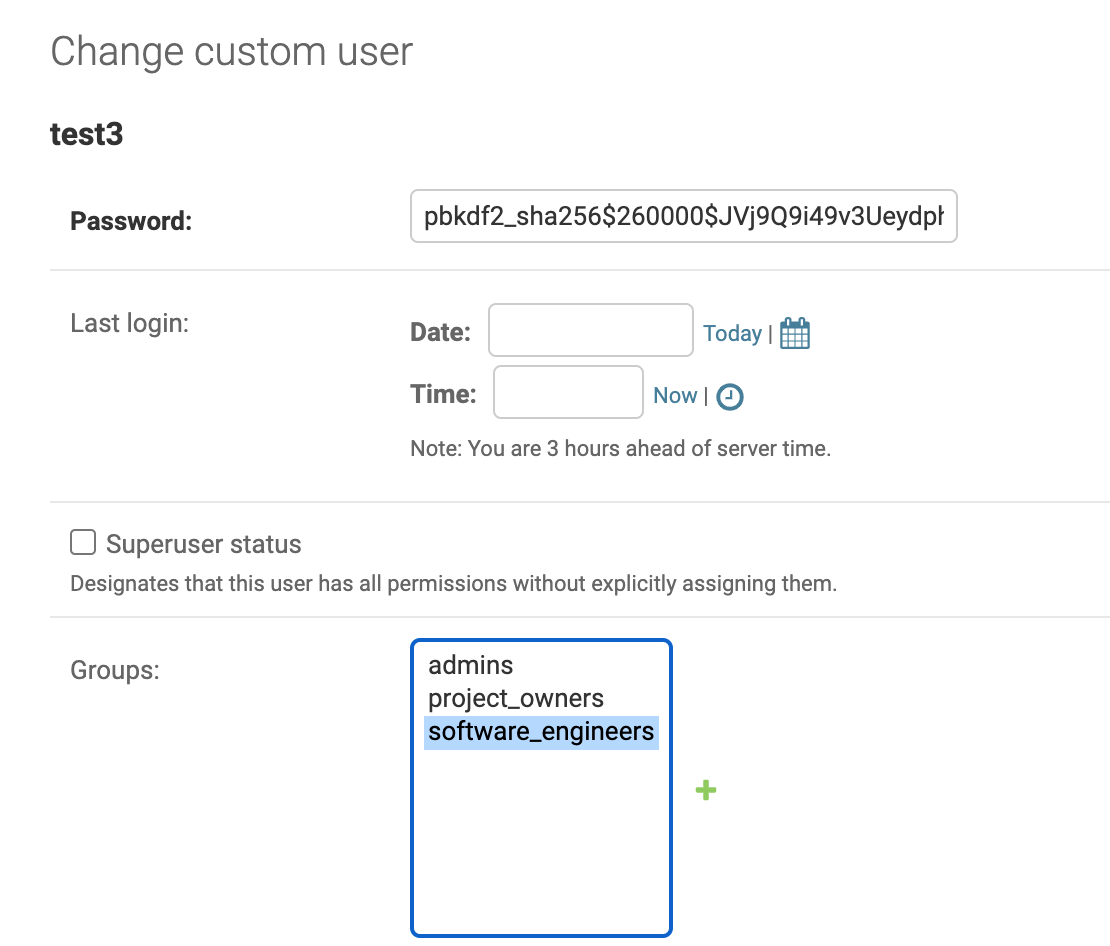 Change custom user
test3
Password: pbkdf2_sha256$260000$JVj9Q9i49v3Ueydpl
Last login: Date: Today |
Time: Now |
Note: You are 3 hours ahead of server time.
Superuser status
Designates that this user has all permissions without explicitly assigning them.
Groups: admins
project_owners
software_engineers